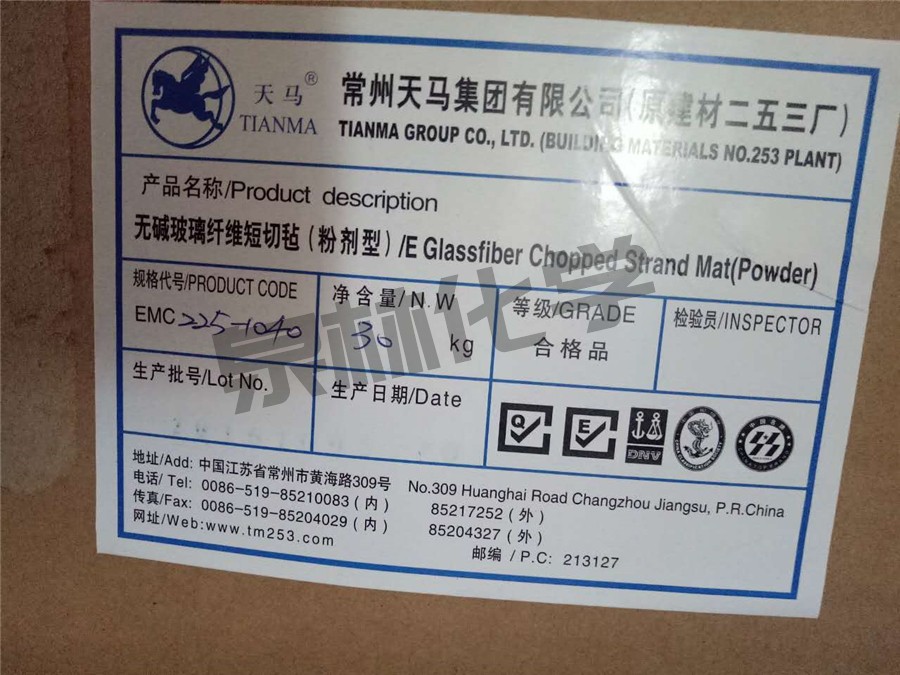 天马®
TIANMA
常州天马集团有限公司(原建材二五三厂)
TIANMA GROUP CO., LTD. (BUILDING MATERIALS NO.253 PLANT)
产品名称/Product description
无碱玻璃纤维短切毡（粉剂型）/E Glassfiber Chopped Strand Mat(Powder)
规格代号/PRODUCT CODE
EMC 225-1040
净含量/N.W
30 kg
等级/GRADE
合格品
检验员/INSPECTOR
生产批号/Lot No.
生产日期/Date
Q
E
DNV
地址/Add: 中国江苏省常州市黄海路309号 No.309 Huanghai Road Changzhou Jiangsu, P.R.China
电话/ Tel: 0086-519-85210083 (内) 85217252 (外)
传真/Fax: 0086-519-85204029 (内) 85204327 (外)
网址/Web:www.tm253.com 邮编 / P.C: 213127
泉林化学